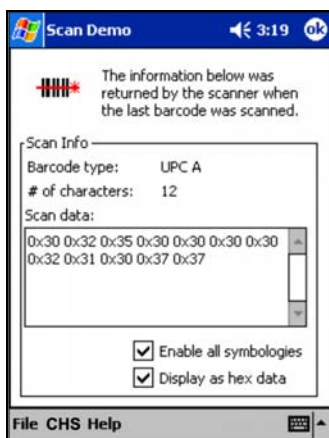 Scan Demo 3:19 ok
The information below was
returned by the scanner when
the last barcode was scanned.
Scan Info
Barcode type: UPC A
# of characters: 12
Scan data:
0x30 0x32 0x35 0x30 0x30 0x30 0x30
0x32 0x31 0x30 0x37 0x37
Enable all symbologies
Display as hex data
File CHS Help